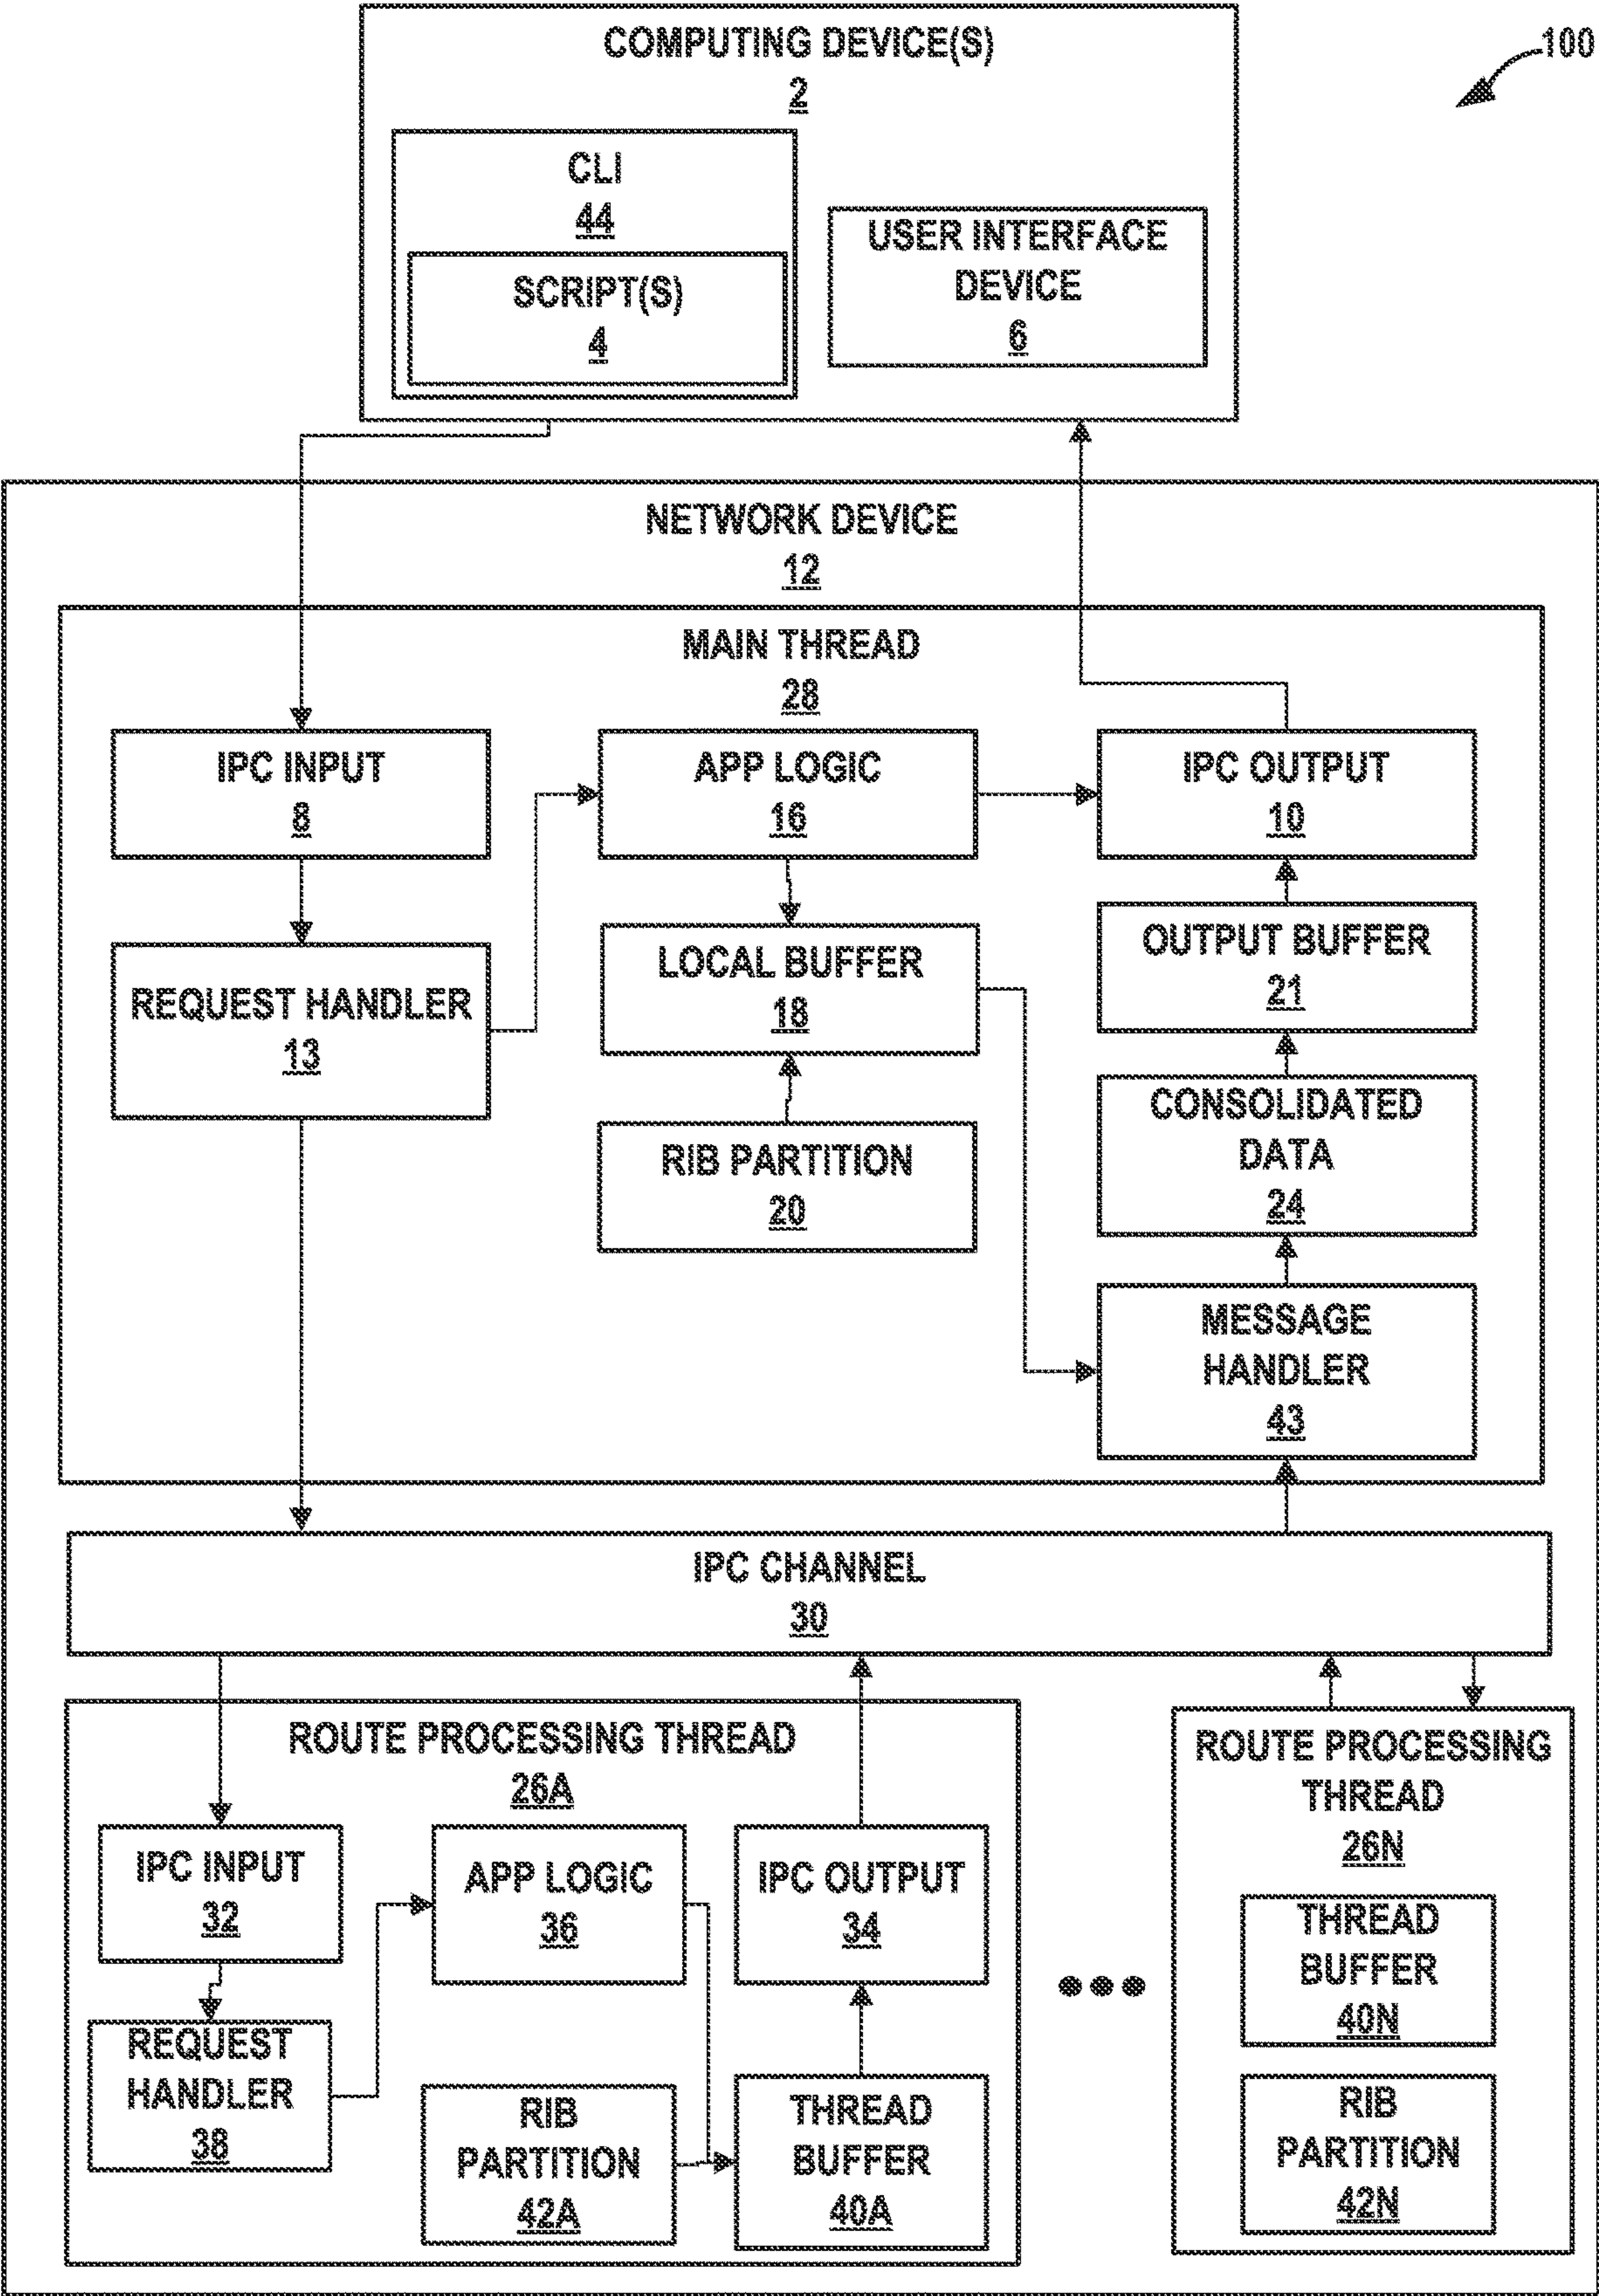 100
COMPUTING DEVICE(S)
2
CLI
44
SCRIPT(S)
4
USER INTERFACE
DEVICE
6
NETWORK DEVICE
12
MAIN THREAD
28
IPC INPUT
8
APP LOGIC
16
IPC OUTPUT
10
REQUEST HANDLER
13
LOCAL BUFFER
18
OUTPUT BUFFER
21
RIB PARTITION
20
CONSOLIDATED
DATA
24
MESSAGE
HANDLER
43
IPC CHANNEL
30
ROUTE PROCESSING THREAD
26A
IPC INPUT
32
APP LOGIC
36
IPC OUTPUT
34
REQUEST
HANDLER
38
RIB
PARTITION
42A
THREAD
BUFFER
40A
ROUTE PROCESSING
THREAD
26N
THREAD
BUFFER
40N
RIB
PARTITION
42N